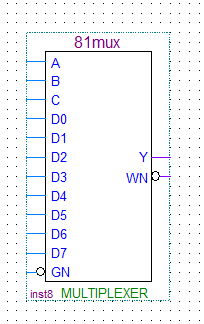 81mux
A
B
C
D0
D1
D2 Y
D3 WN
D4
D5
D6
D7
GN
inst8 MULTIPLEXER